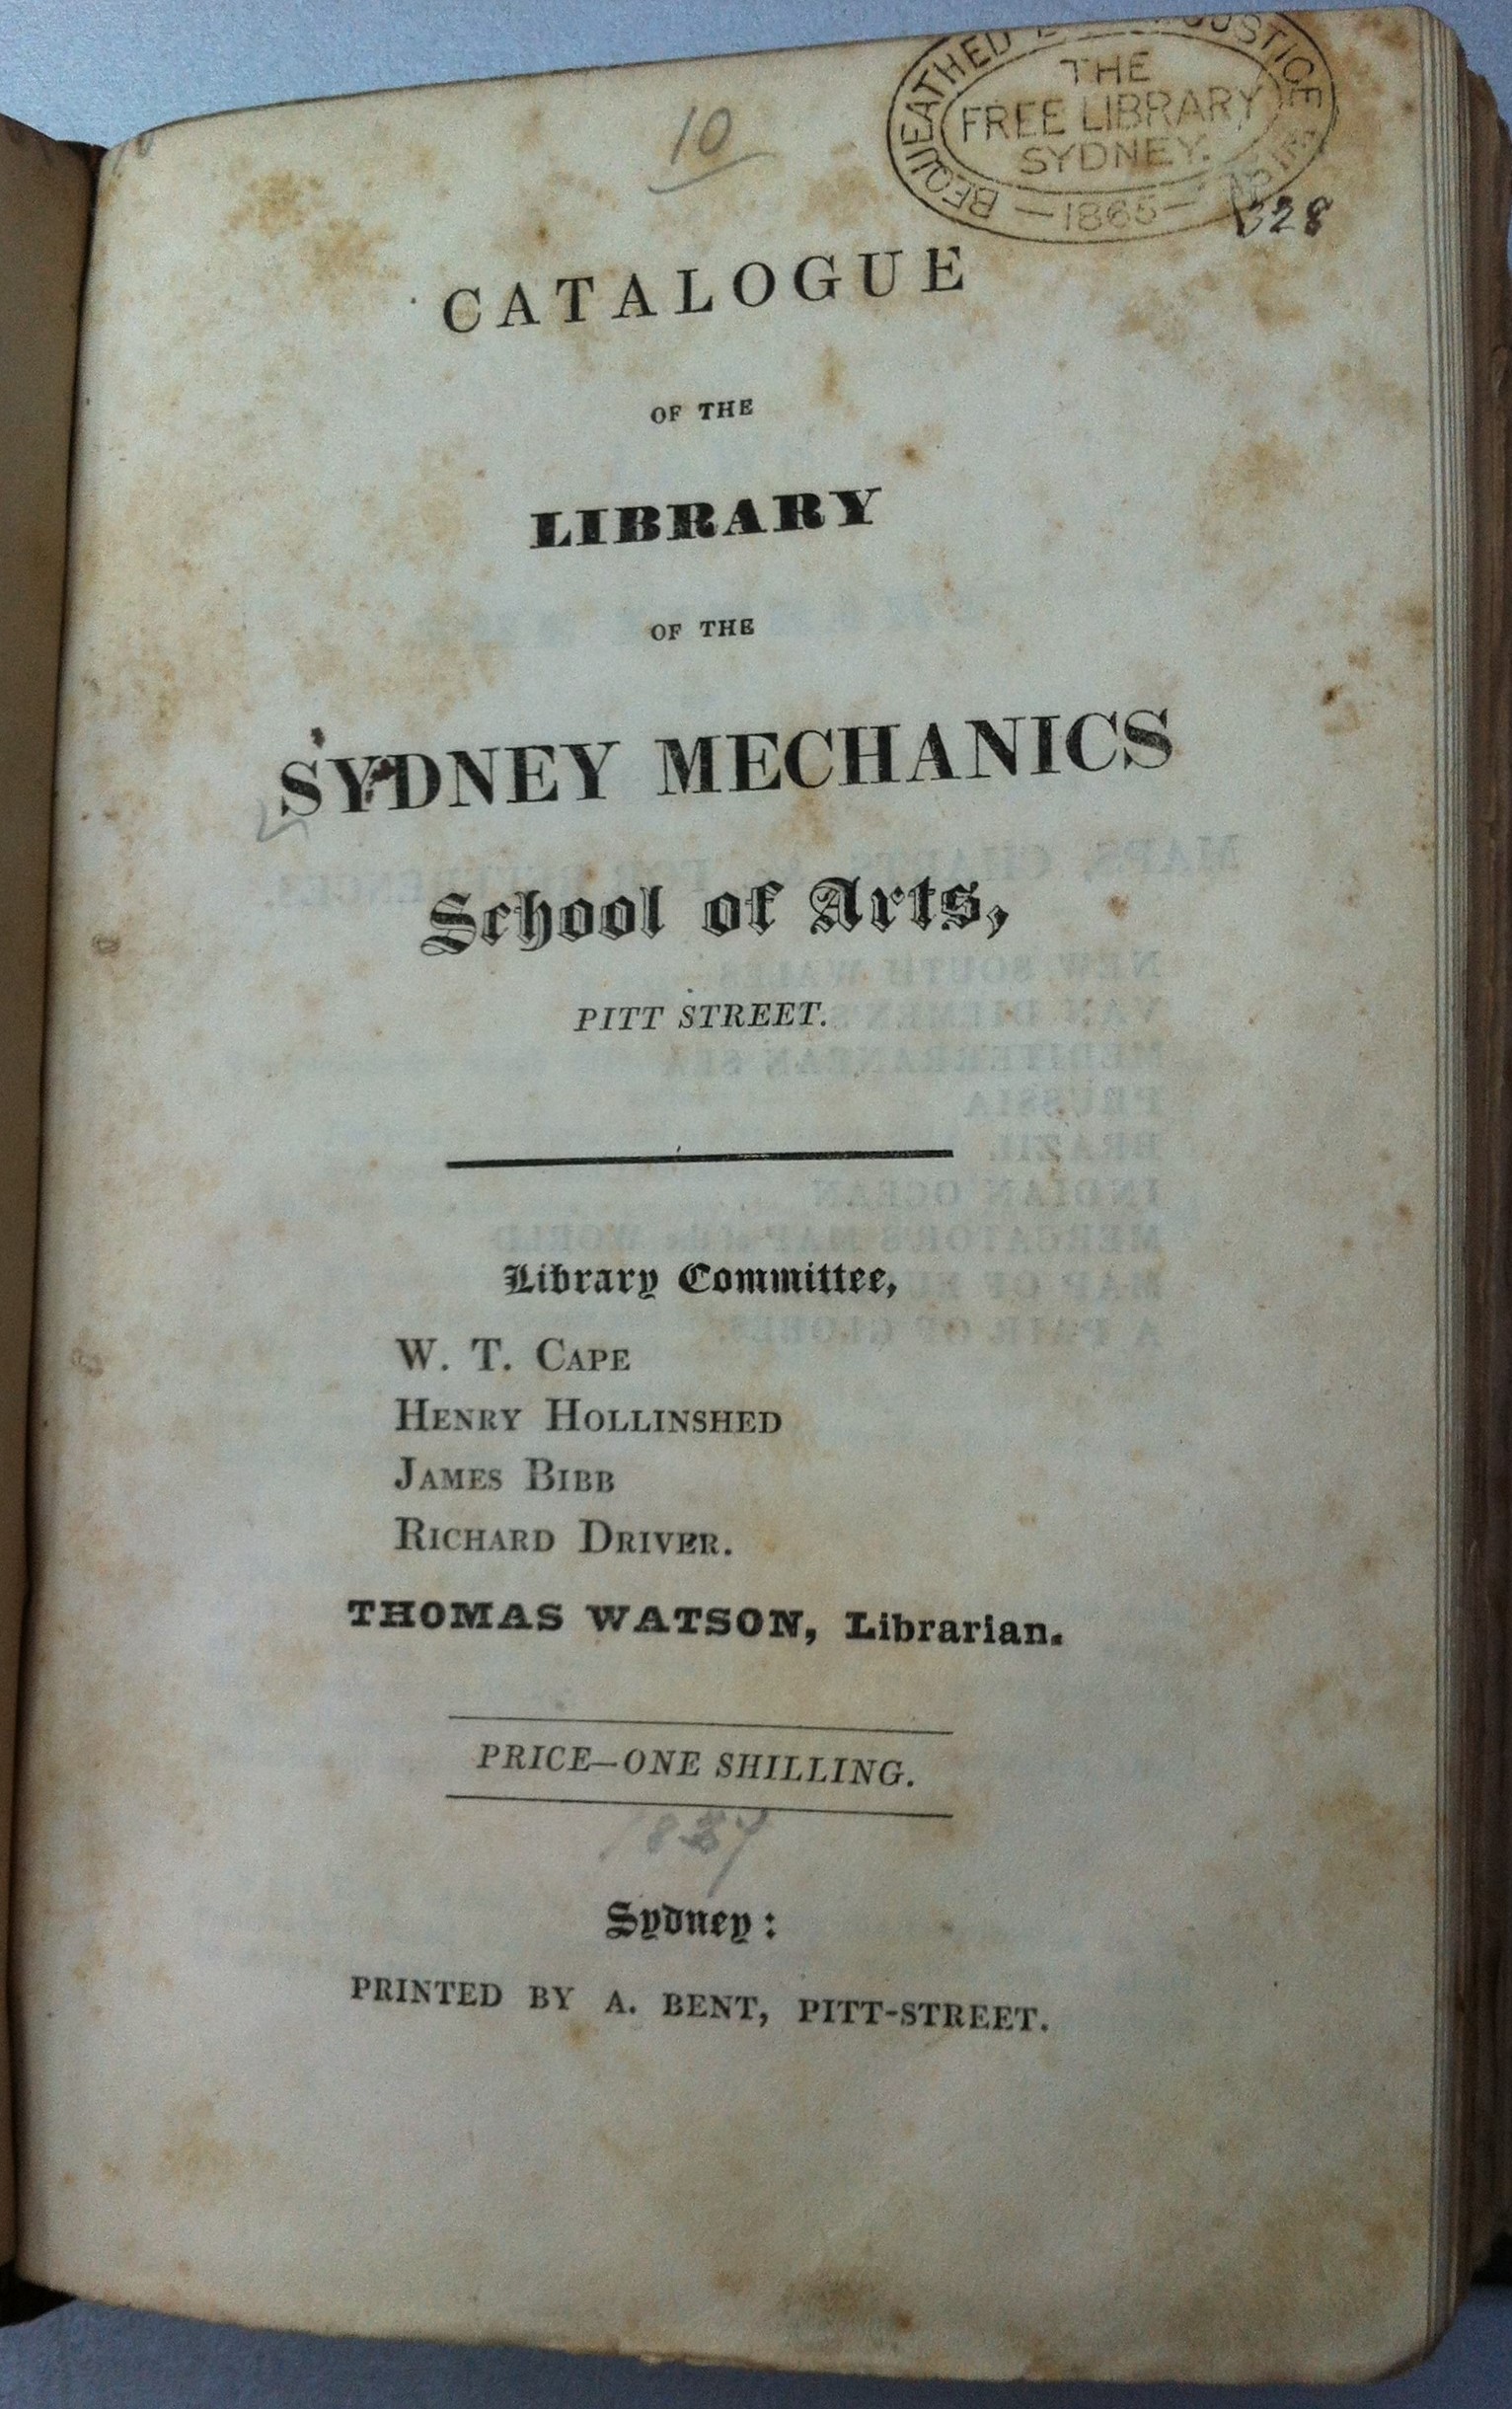 10
BEQUEATHED JUSTICE WISE
THE
FREE LIBRARY
SYDNEY.
—1865—
328
CATALOGUE
OF THE
LIBRARY
OF THE
SYDNEY MECHANICS
School of Arts,
PITT STREET.
Library Committee,
W. T. CAPE
HENRY HOLLINSHED
JAMES BIBB
RICHARD DRIVER.
THOMAS WATSON, Librarian.
PRICE—ONE SHILLING.
Sydney:
PRINTED BY A. BENT, PITT-STREET.